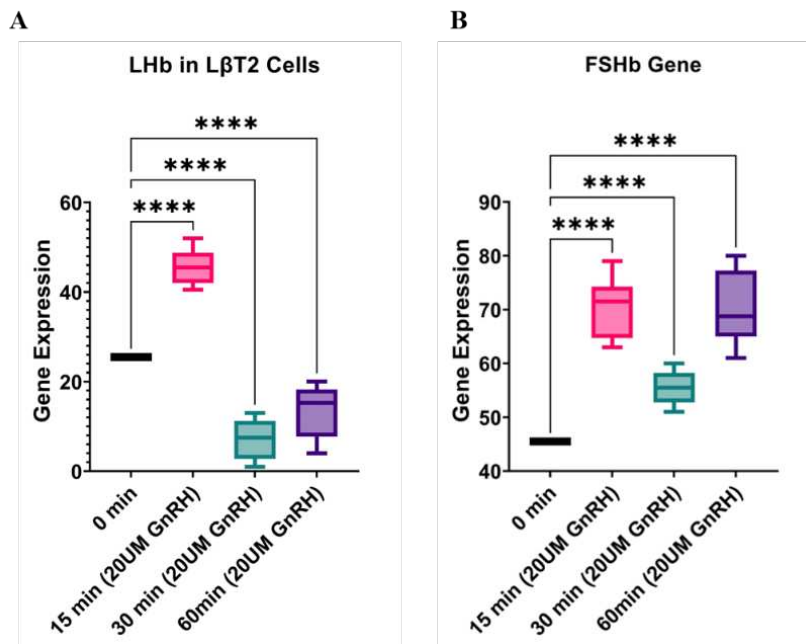 A
LHb in LβT2 Cells
****
****
****
Gene Expression
60
40
20
0
0 min
15 min (20UM GnRH)
30 min (20UM GnRH)
60min (20UM GnRH)
B
FSHb Gene
****
****
****
Gene Expression
90
80
70
60
50
40
0 min
15 min (20UM GnRH)
30 min (20UM GnRH)
60min (20UM GnRH)